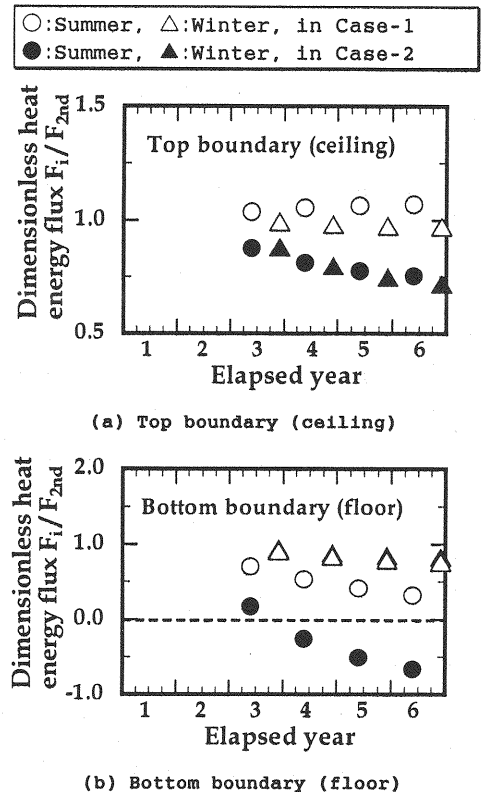 ○:Summer, △:Winter, in Case-1
●:Summer, ▲:Winter, in Case-2
Dimensionless heat
energy flux Fi/F2nd
1.5
1.0
0.5
Top boundary (ceiling)
1 2 3 4 5 6
Elapsed year
(a) Top boundary (ceiling)
Dimensionless heat
energy flux Fi/F2nd
2.0
1.0
0.0
-1.0
Bottom boundary (floor)
1 2 3 4 5 6
Elapsed year
(b) Bottom boundary (floor)